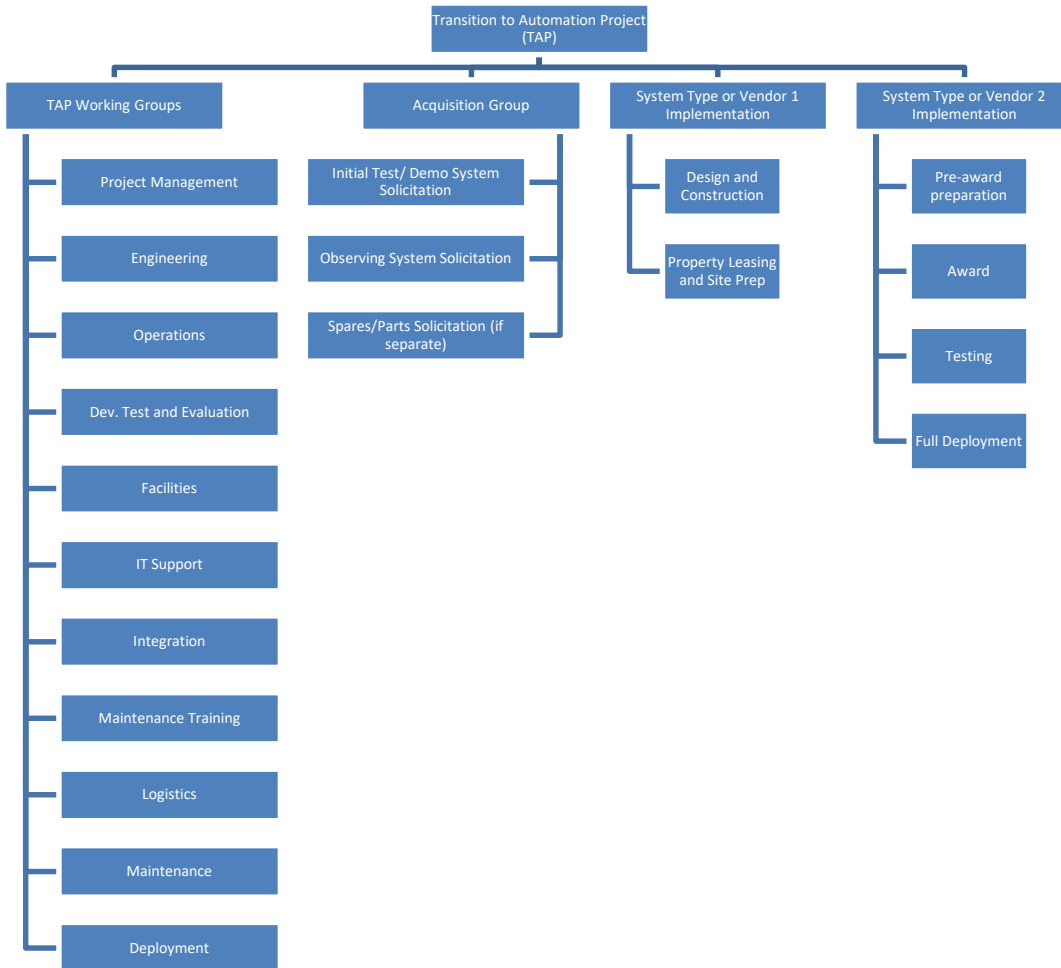 Transition to Automation Project
(TAP)
TAP Working Groups
Project Management
Engineering
Operations
Dev. Test and Evaluation
Facilities
IT Support
Integration
Maintenance Training
Logistics
Maintenance
Deployment
Acquisition Group
Initial Test/ Demo System
Solicitation
Observing System Solicitation
Spares/Parts Solicitation (if
separate)
System Type or Vendor 1
Implementation
Design and
Construction
Property Leasing
and Site Prep
System Type or Vendor 2
Implementation
Pre-award
preparation
Award
Testing
Full Deployment